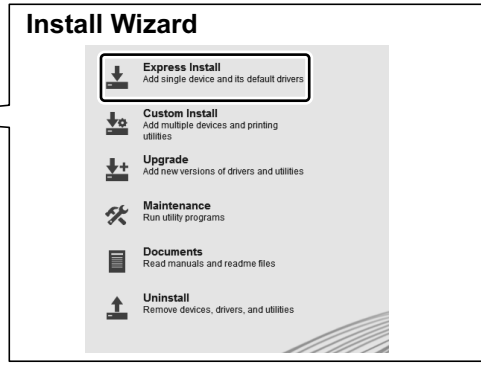 Install Wizard
Express Install
Add single device and its default drivers
Custom Install
Add multiple devices and printing
utilities
Upgrade
Add new versions of drivers and utilities
Maintenance
Run utility programs
Documents
Read manuals and readme files
Uninstall
Remove devices, drivers, and utilities